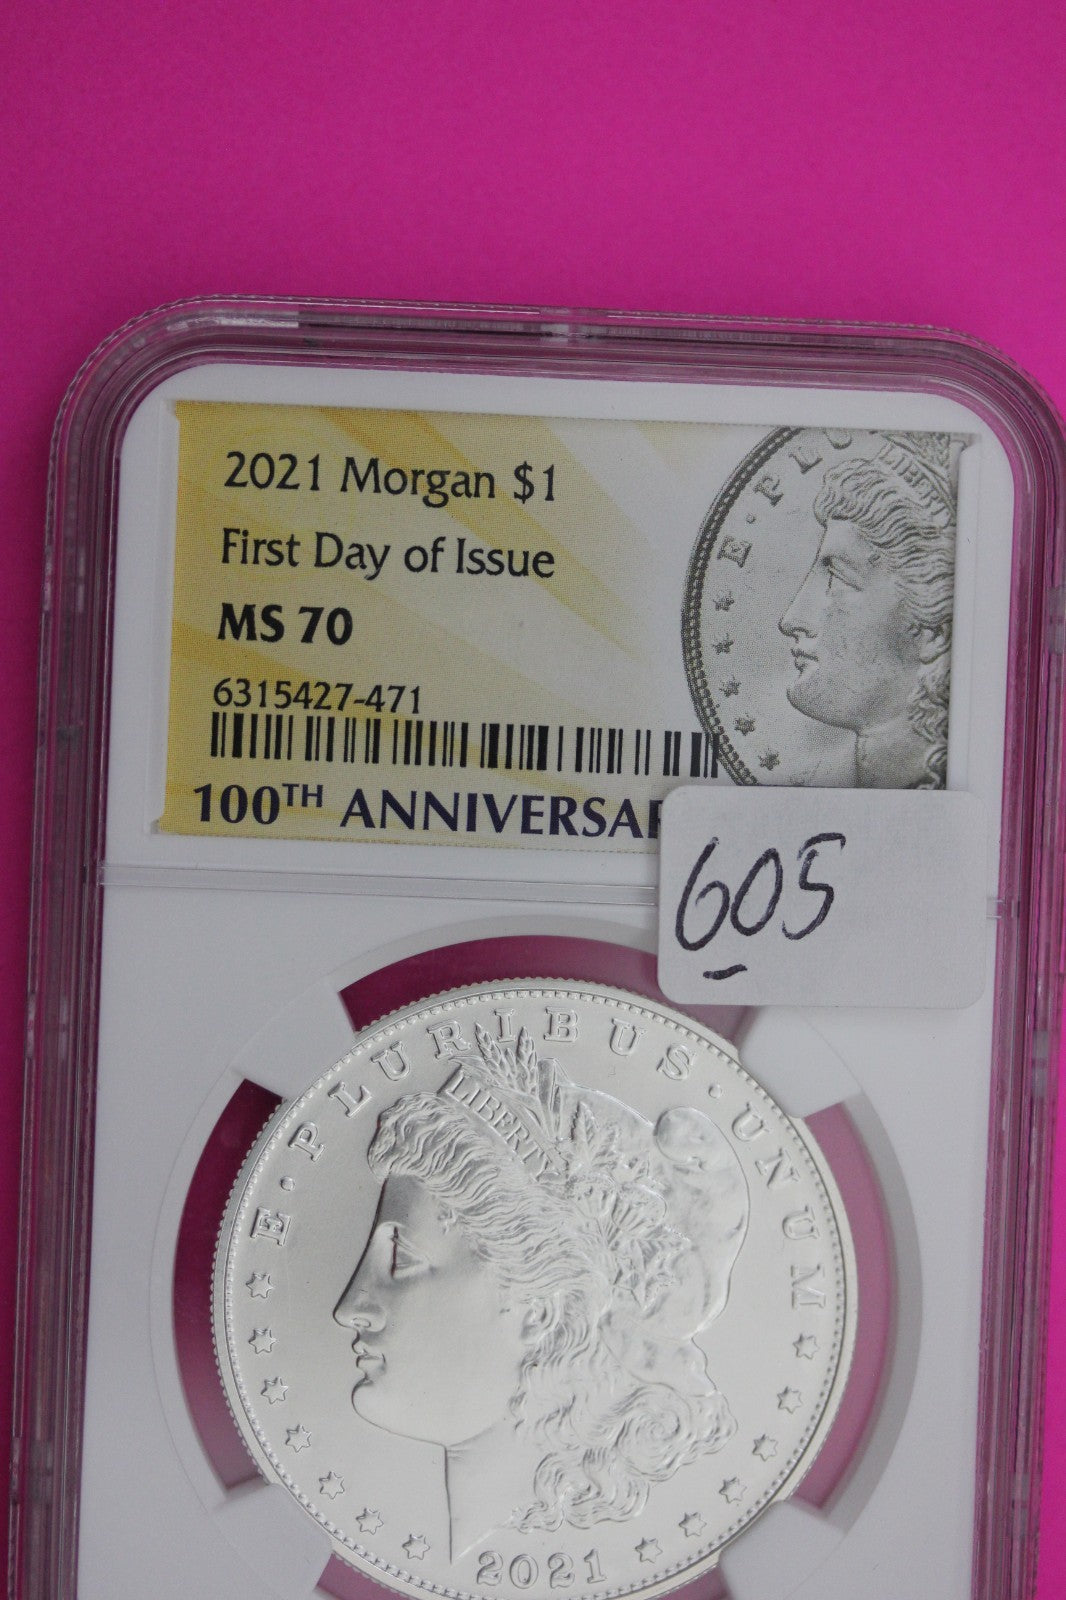 2021 Morgan $1
First Day of Issue
MS 70
6315427-471
100TH ANNIVERSAR
605
E · PLU
LIBERTY
E · PLURIBUS · UNUM
LIBERTY
2021